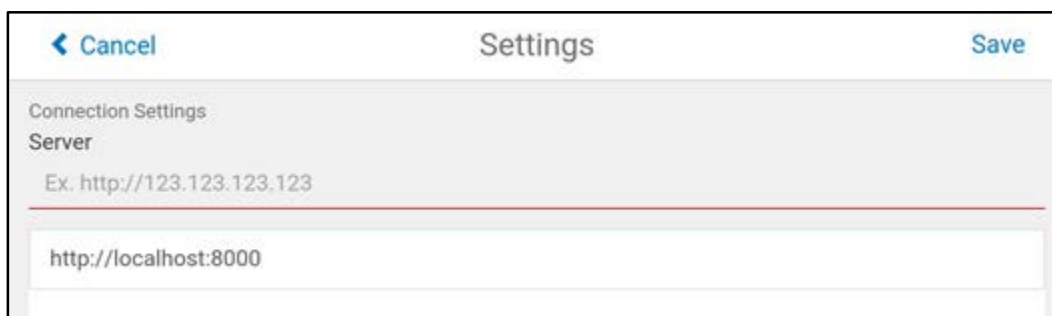 Cancel Settings Save
Connection Settings
Server
Ex. http://123.123.123.123
http://localhost:8000